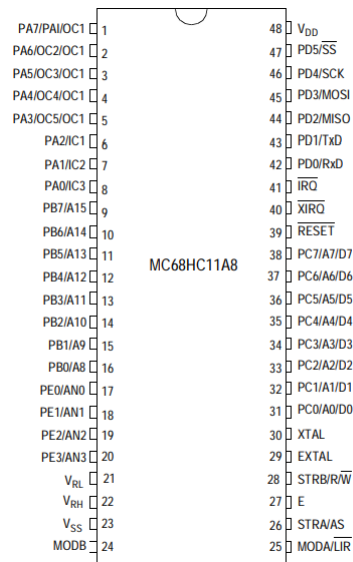 PA7/PAI/OC1 1 48 VDD
PA6/OC2/OC1 2 47 PD5/SS
PA5/OC3/OC1 3 46 PD4/SCK
PA4/OC4/OC1 4 45 PD3/MOSI
PA3/OC5/OC1 5 44 PD2/MISO
PA2/IC1 6 43 PD1/TxD
PA1/IC2 7 42 PD0/RxD
PA0/IC3 8 41 IRQ
PB7/A15 9 40 XIRQ
PB6/A14 10 39 RESET
PB5/A13 11 38 PC7/A7/D7
MC68HC11A8
PB4/A12 12 37 PC6/A6/D6
PB3/A11 13 36 PC5/A5/D5
PB2/A10 14 35 PC4/A4/D4
PB1/A9 15 34 PC3/A3/D3
PB0/A8 16 33 PC2/A2/D2
PE0/AN0 17 32 PC1/A1/D1
PE1/AN1 18 31 PC0/A0/D0
PE2/AN2 19 30 XTAL
PE3/AN3 20 29 EXTAL
VRL 21 28 STRB/R/W
VRH 22 27 E
VSS 23 26 STRA/AS
MODB 24 25 MODA/LIR